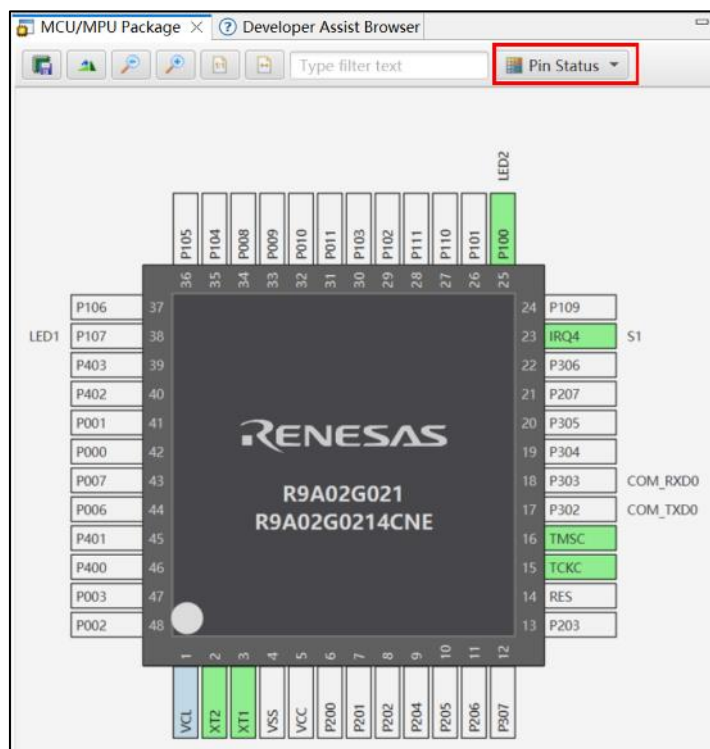 MCU/MPU Package
Developer Assist Browser
Type filter text
Pin Status
LED2
P105
P104
P008
P009
P010
P011
P103
P102
P111
P110
P101
P100
36
35
34
33
32
31
30
29
28
27
26
25
P106 37
LED1 P107 38
P403 39
P402 40
P001 41
P000 42
P007 43
P006 44
P401 45
P400 46
P003 47
P002 48
RENESAS
R9A02G021
R9A02G0214CNE
24 P109
23 IRQ4 S1
22 P306
21 P207
20 P305
19 P304
18 P303 COM_RXD0
17 P302 COM_TXD0
16 TMSC
15 TCKC
14 RES
13 P203
1
2
3
4
5
6
7
8
9
10
11
12
VCL
XT2
XT1
VSS
VCC
P200
P201
P202
P204
P205
P206
P307